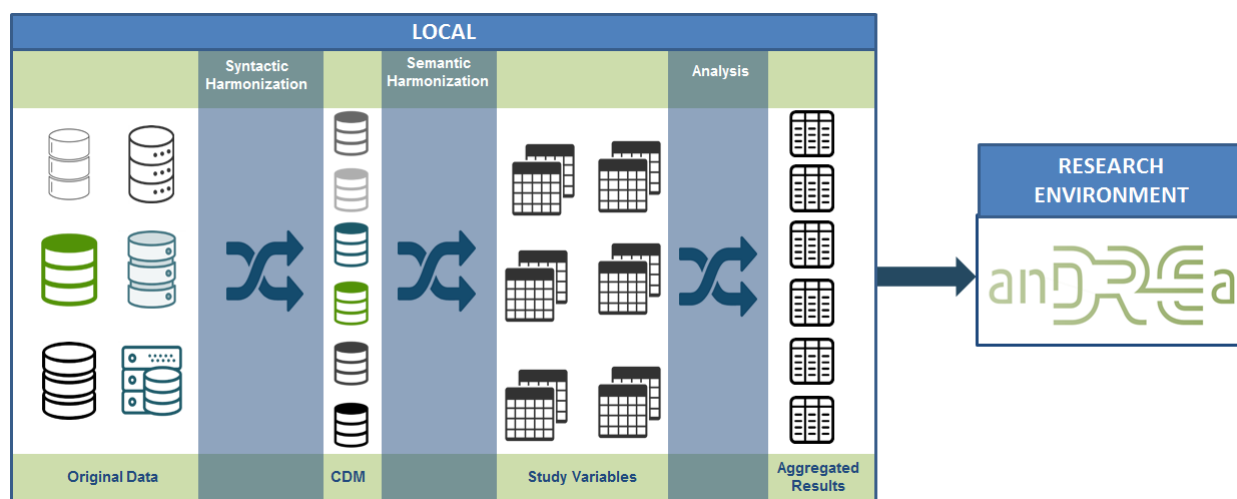 LOCAL
Syntactic
Harmonization
Semantic
Harmonization
Analysis
RESEARCH
ENVIRONMENT
anDREa
Original Data
CDM
Study Variables
Aggregated
Results